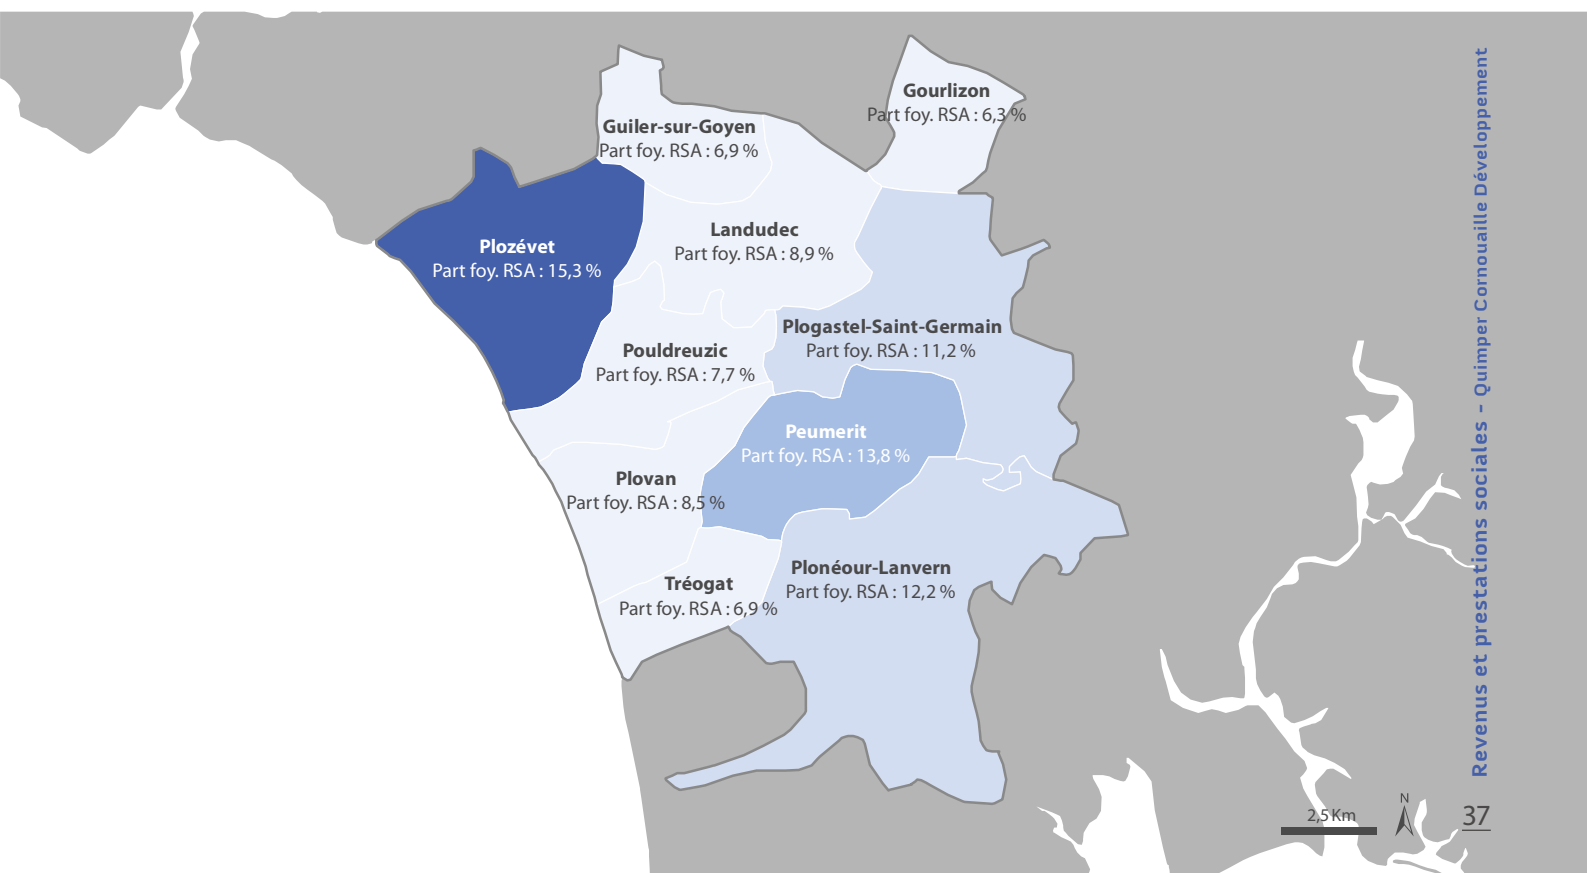 Gourlizon
Part foy. RSA : 6,3 %
Guiler-sur-Goyen
Part foy. RSA : 6,9 %
Landudec
Part foy. RSA : 8,9 %
Plozévet
Part foy. RSA : 15,3 %
Plogastel-Saint-Germain
Part foy. RSA : 11,2 %
Pouldreuzic
Part foy. RSA : 7,7 %
Peumerit
Part foy. RSA : 13,8 %
Plovan
Part foy. RSA : 8,5 %
Plonéour-Lanvern
Part foy. RSA : 12,2 %
Tréogat
Part foy. RSA : 6,9 %
Revenus et prestations sociales – Quimper Cornouaille Développement
N
2,5 Km
37